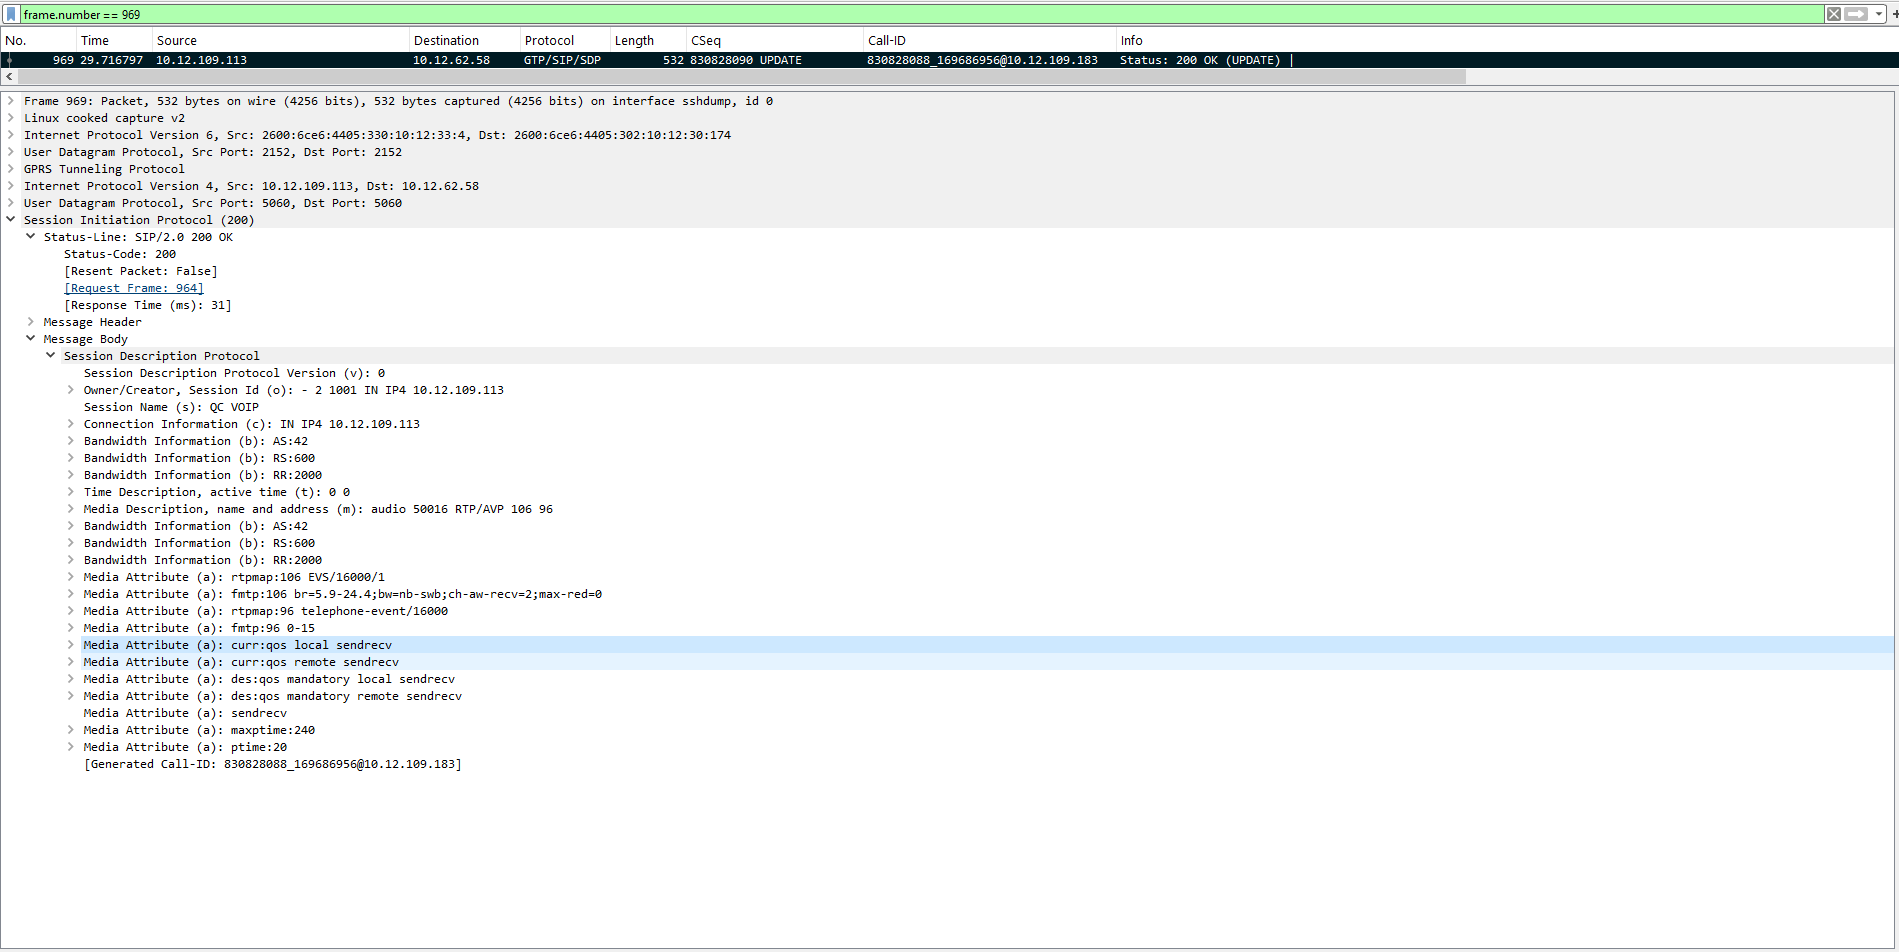 frame.number == 969
No. Time Source Destination Protocol Length CSeq Call-ID Info
969 29.716797 10.12.109.113 10.12.62.58 GTP/SIP/SDP 532 830828090 UPDATE 830828088_169686956@10.12.109.183 Status: 200 OK (UPDATE) |
Frame 969: Packet, 532 bytes on wire (4256 bits), 532 bytes captured (4256 bits) on interface sshdump, id 0
Linux cooked capture v2
Internet Protocol Version 6, Src: 2600:6ce6:4405:330:10:12:33:4, Dst: 2600:6ce6:4405:302:10:12:30:174
User Datagram Protocol, Src Port: 2152, Dst Port: 2152
GPRS Tunneling Protocol
Internet Protocol Version 4, Src: 10.12.109.113, Dst: 10.12.62.58
User Datagram Protocol, Src Port: 5060, Dst Port: 5060
Session Initiation Protocol (200)
Status-Line: SIP/2.0 200 OK
Status-Code: 200
[Resent Packet: False]
[Request Frame: 964]
[Response Time (ms): 31]
Message Header
Message Body
Session Description Protocol
Session Description Protocol Version (v): 0
Owner/Creator, Session Id (o): - 2 1001 IN IP4 10.12.109.113
Session Name (s): QC VOIP
Connection Information (c): IN IP4 10.12.109.113
Bandwidth Information (b): AS:42
Bandwidth Information (b): RS:600
Bandwidth Information (b): RR:2000
Time Description, active time (t): 0 0
Media Description, name and address (m): audio 50016 RTP/AVP 106 96
Bandwidth Information (b): AS:42
Bandwidth Information (b): RS:600
Bandwidth Information (b): RR:2000
Media Attribute (a): rtpmap:106 EVS/16000/1
Media Attribute (a): fmtp:106 br=5.9-24.4;bw=nb-swb;ch-aw-recv=2;max-red=0
Media Attribute (a): rtpmap:96 telephone-event/16000
Media Attribute (a): fmtp:96 0-15
Media Attribute (a): curr:qos local sendrecv
Media Attribute (a): curr:qos remote sendrecv
Media Attribute (a): des:qos mandatory local sendrecv
Media Attribute (a): des:qos mandatory remote sendrecv
Media Attribute (a): sendrecv
Media Attribute (a): maxptime:240
Media Attribute (a): ptime:20
[Generated Call-ID: 830828088_169686956@10.12.109.183]